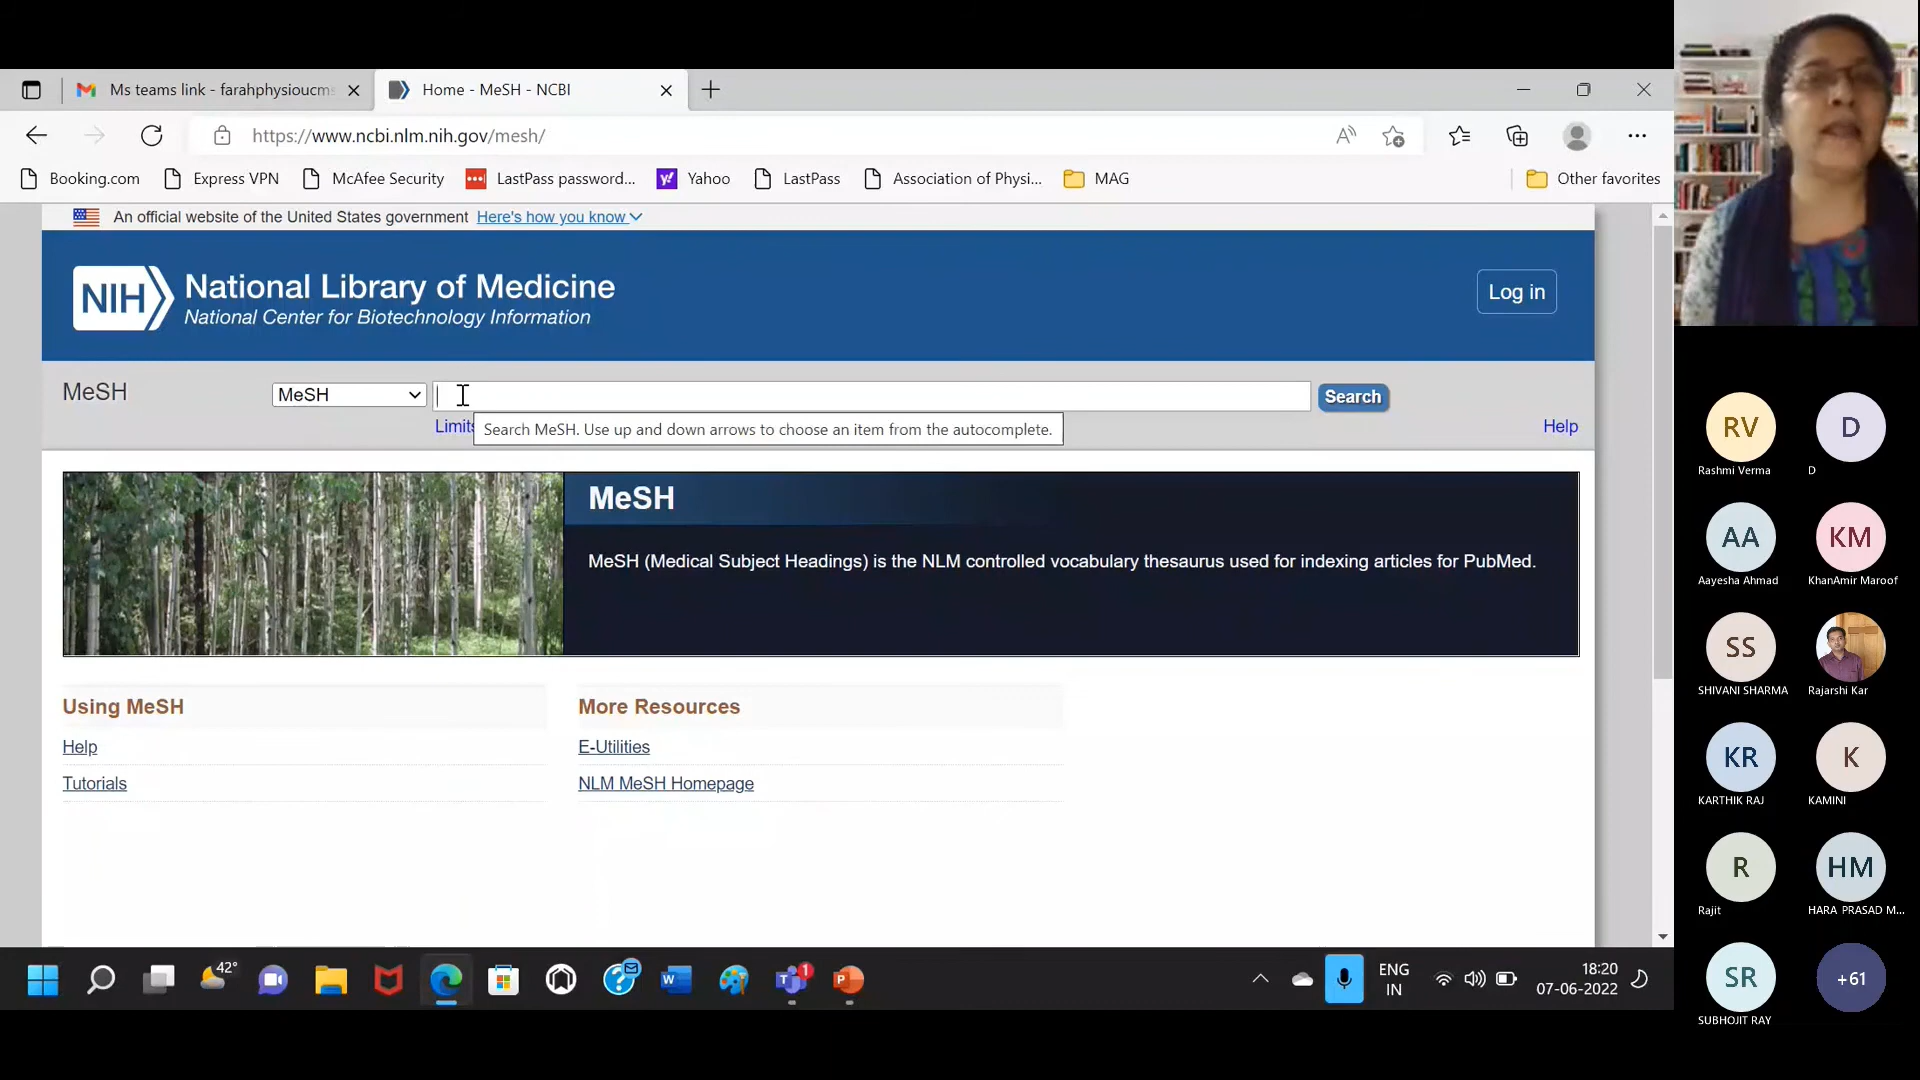 Ms teams link - farahphysioucms
Home - MeSH - NCBI
https://www.ncbi.nlm.nih.gov/mesh/
Booking.com
Express VPN
McAfee Security
LastPass password...
Yahoo
LastPass
Association of Physi...
MAG
Other favorites
An official website of the United States government Here's how you know
NIH National Library of Medicine
National Center for Biotechnology Information
Log in
MeSH
MeSH
Search
Limits
Search MeSH. Use up and down arrows to choose an item from the autocomplete.
Help
MeSH
MeSH (Medical Subject Headings) is the NLM controlled vocabulary thesaurus used for indexing articles for PubMed.
Using MeSH
Help
Tutorials
More Resources
E-Utilities
NLM MeSH Homepage
42°
1
ENG
IN
18:20
07-06-2022
RV
Rashmi Verma
D
D
AA
Aayesha Ahmad
KM
KhanAmir Maroof
SS
SHIVANI SHARMA
Rajarshi Kar
KR
KARTHIK RAJ
K
KAMINI
R
Rajit
HM
HARA PRASAD M...
SR
SUBHOJIT RAY
+61